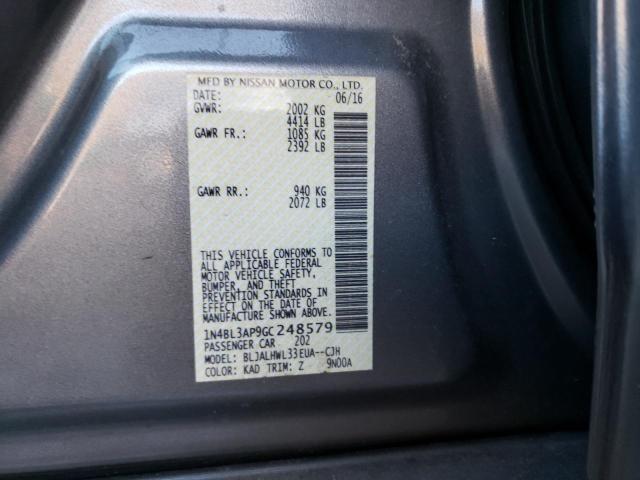 MFD BY NISSAN MOTOR CO., LTD.
DATE: 06/16
GVWR: 2002 KG
4414 LB
GAWR FR.: 1085 KG
2392 LB
GAWR RR.: 940 KG
2072 LB
THIS VEHICLE CONFORMS TO
ALL APPLICABLE FEDERAL
MOTOR VEHICLE SAFETY,
BUMPER, AND THEFT
PREVENTION STANDARDS IN
EFFECT ON THE DATE OF
MANUFACTURE SHOWN ABOVE.
1N4BL3AP9GC248579
PASSENGER CAR 202
MODEL: BLJALHWL33EUA--CJH
COLOR: KAD TRIM: Z 9N00A